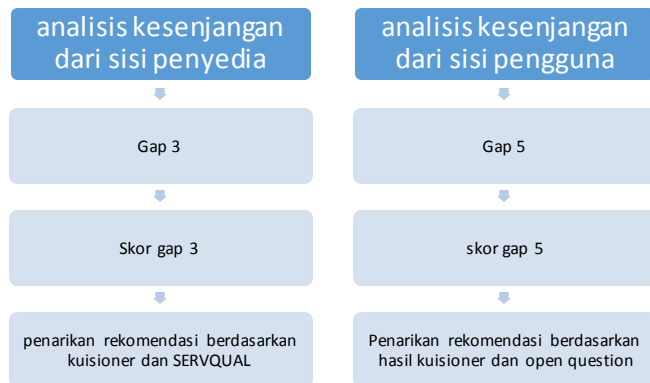 analisis kesenjangan
dari sisi penyedia
Gap 3
Skor gap 3
penarikan rekomendasi berdasarkan
kuisioner dan SERVQUAL
analisis kesenjangan
dari sisi pengguna
Gap 5
skor gap 5
Penarikan rekomendasi berdasarkan
hasil kuisioner dan open question